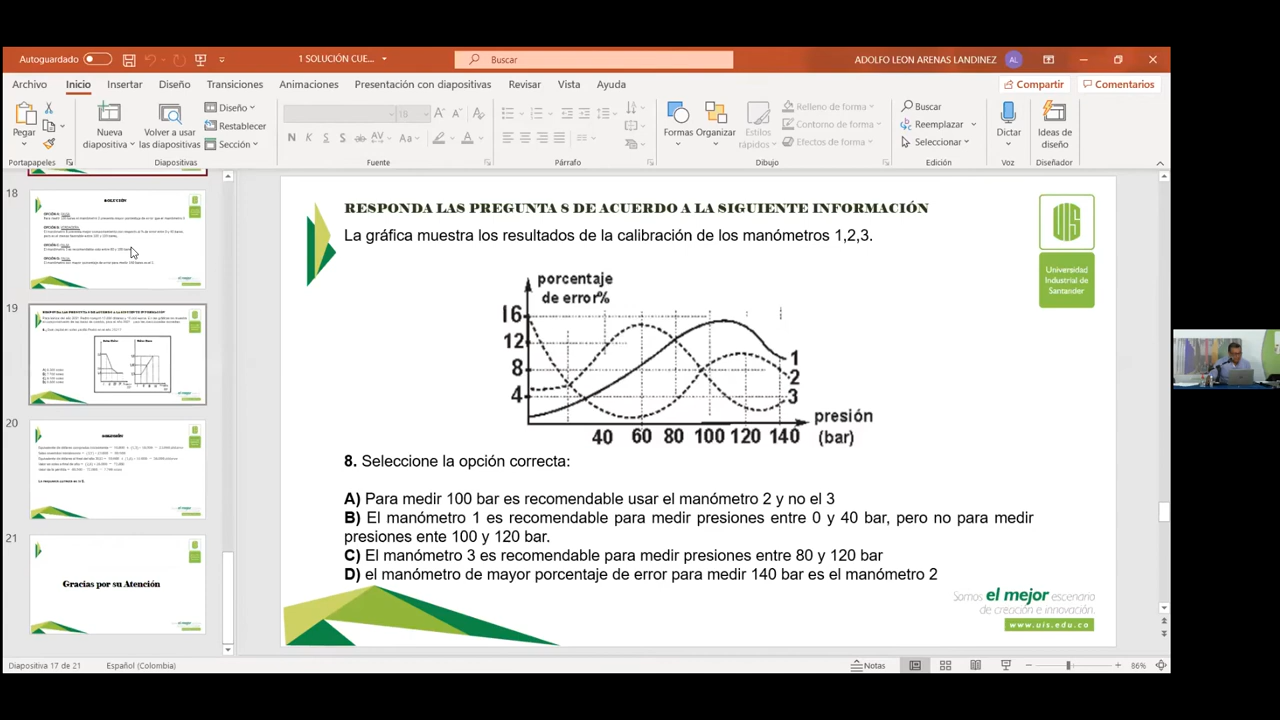 Autoguardado
1 SOLUCIÓN CUE...
Buscar
ADOLFO LEON ARENAS LANDINEZ
AL
Archivo
Inicio
Insertar
Diseño
Transiciones
Animaciones
Presentación con diapositivas
Revisar
Vista
Ayuda
Compartir
Comentarios
Pegar
Nueva
diapositiva
Volver a usar
las diapositivas
Diseño
Restablecer
Sección
18
N K S S ab AV Aa A
Formas
Organizar
Estilos
rápidos
Relleno de forma
Contorno de forma
Efectos de forma
Buscar
Reemplazar
Seleccionar
Dictar
Ideas de
diseño
Portapapeles
Diapositivas
Fuente
Párrafo
Dibujo
Edición
Voz
Diseñador
18
SOLUCIÓN
19
20
SOLUCIÓN
21
Gracias por su Atención
RESPONDA LAS PREGUNTA S DE ACUERDO A LA SIGUIENTE INFORMACIÓN
La gráfica muestra los resultados de la calibración de los manómetros 1,2,3.
UIS
Universidad
Industrial de
Santander
porcentaje
de error%
16
12
8
4
1
2
3
40 60 80 100 120 140
presión
(bar)
8. Seleccione la opción correcta:
A) Para medir 100 bar es recomendable usar el manómetro 2 y no el 3
B) El manómetro 1 es recomendable para medir presiones entre 0 y 40 bar, pero no para medir
presiones ente 100 y 120 bar.
C) El manómetro 3 es recomendable para medir presiones entre 80 y 120 bar
D) el manómetro de mayor porcentaje de error para medir 140 bar es el manómetro 2
Somos el mejor escenario
de creación e innovación.
www.uis.edu.co
Diapositiva 17 de 21
Español (Colombia)
Notas
86%